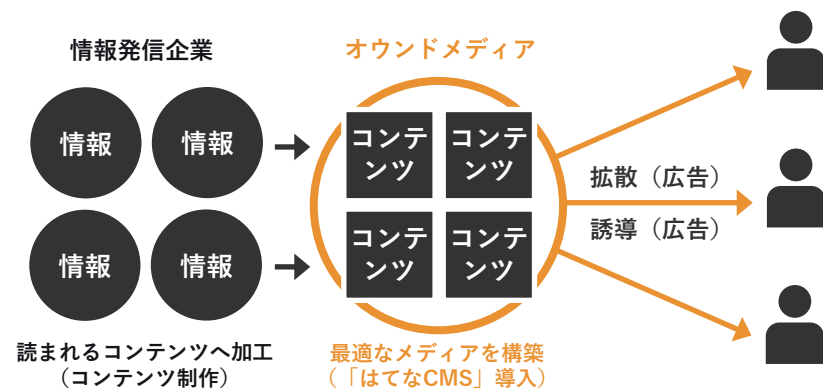 情報発信企業
オウンドメディア
情報
情報
情報
情報
コンテ
ンツ
コンテ
ンツ
コンテ
ンツ
コンテ
ンツ
拡散（広告）
誘導（広告）
読まれるコンテンツへ加工
（コンテンツ制作）
最適なメディアを構築
（「はてなCMS」導入）